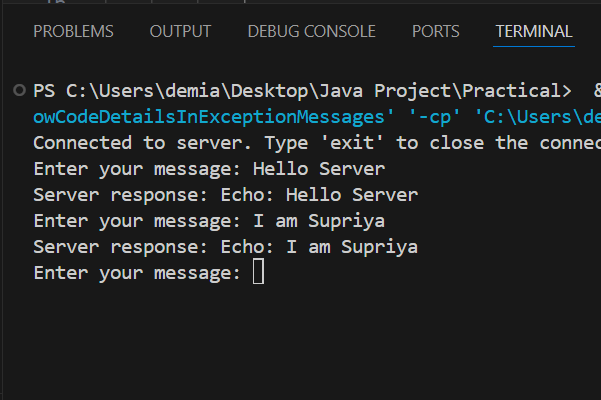 PROBLEMS OUTPUT DEBUG CONSOLE PORTS TERMINAL
PS C:\Users\demia\Desktop\Java Project\Practical> &
owCodeDetailsInExceptionMessages' '-cp' 'C:\Users\de
Connected to server. Type 'exit' to close the connec
Enter your message: Hello Server
Server response: Echo: Hello Server
Enter your message: I am Supriya
Server response: Echo: I am Supriya
Enter your message: